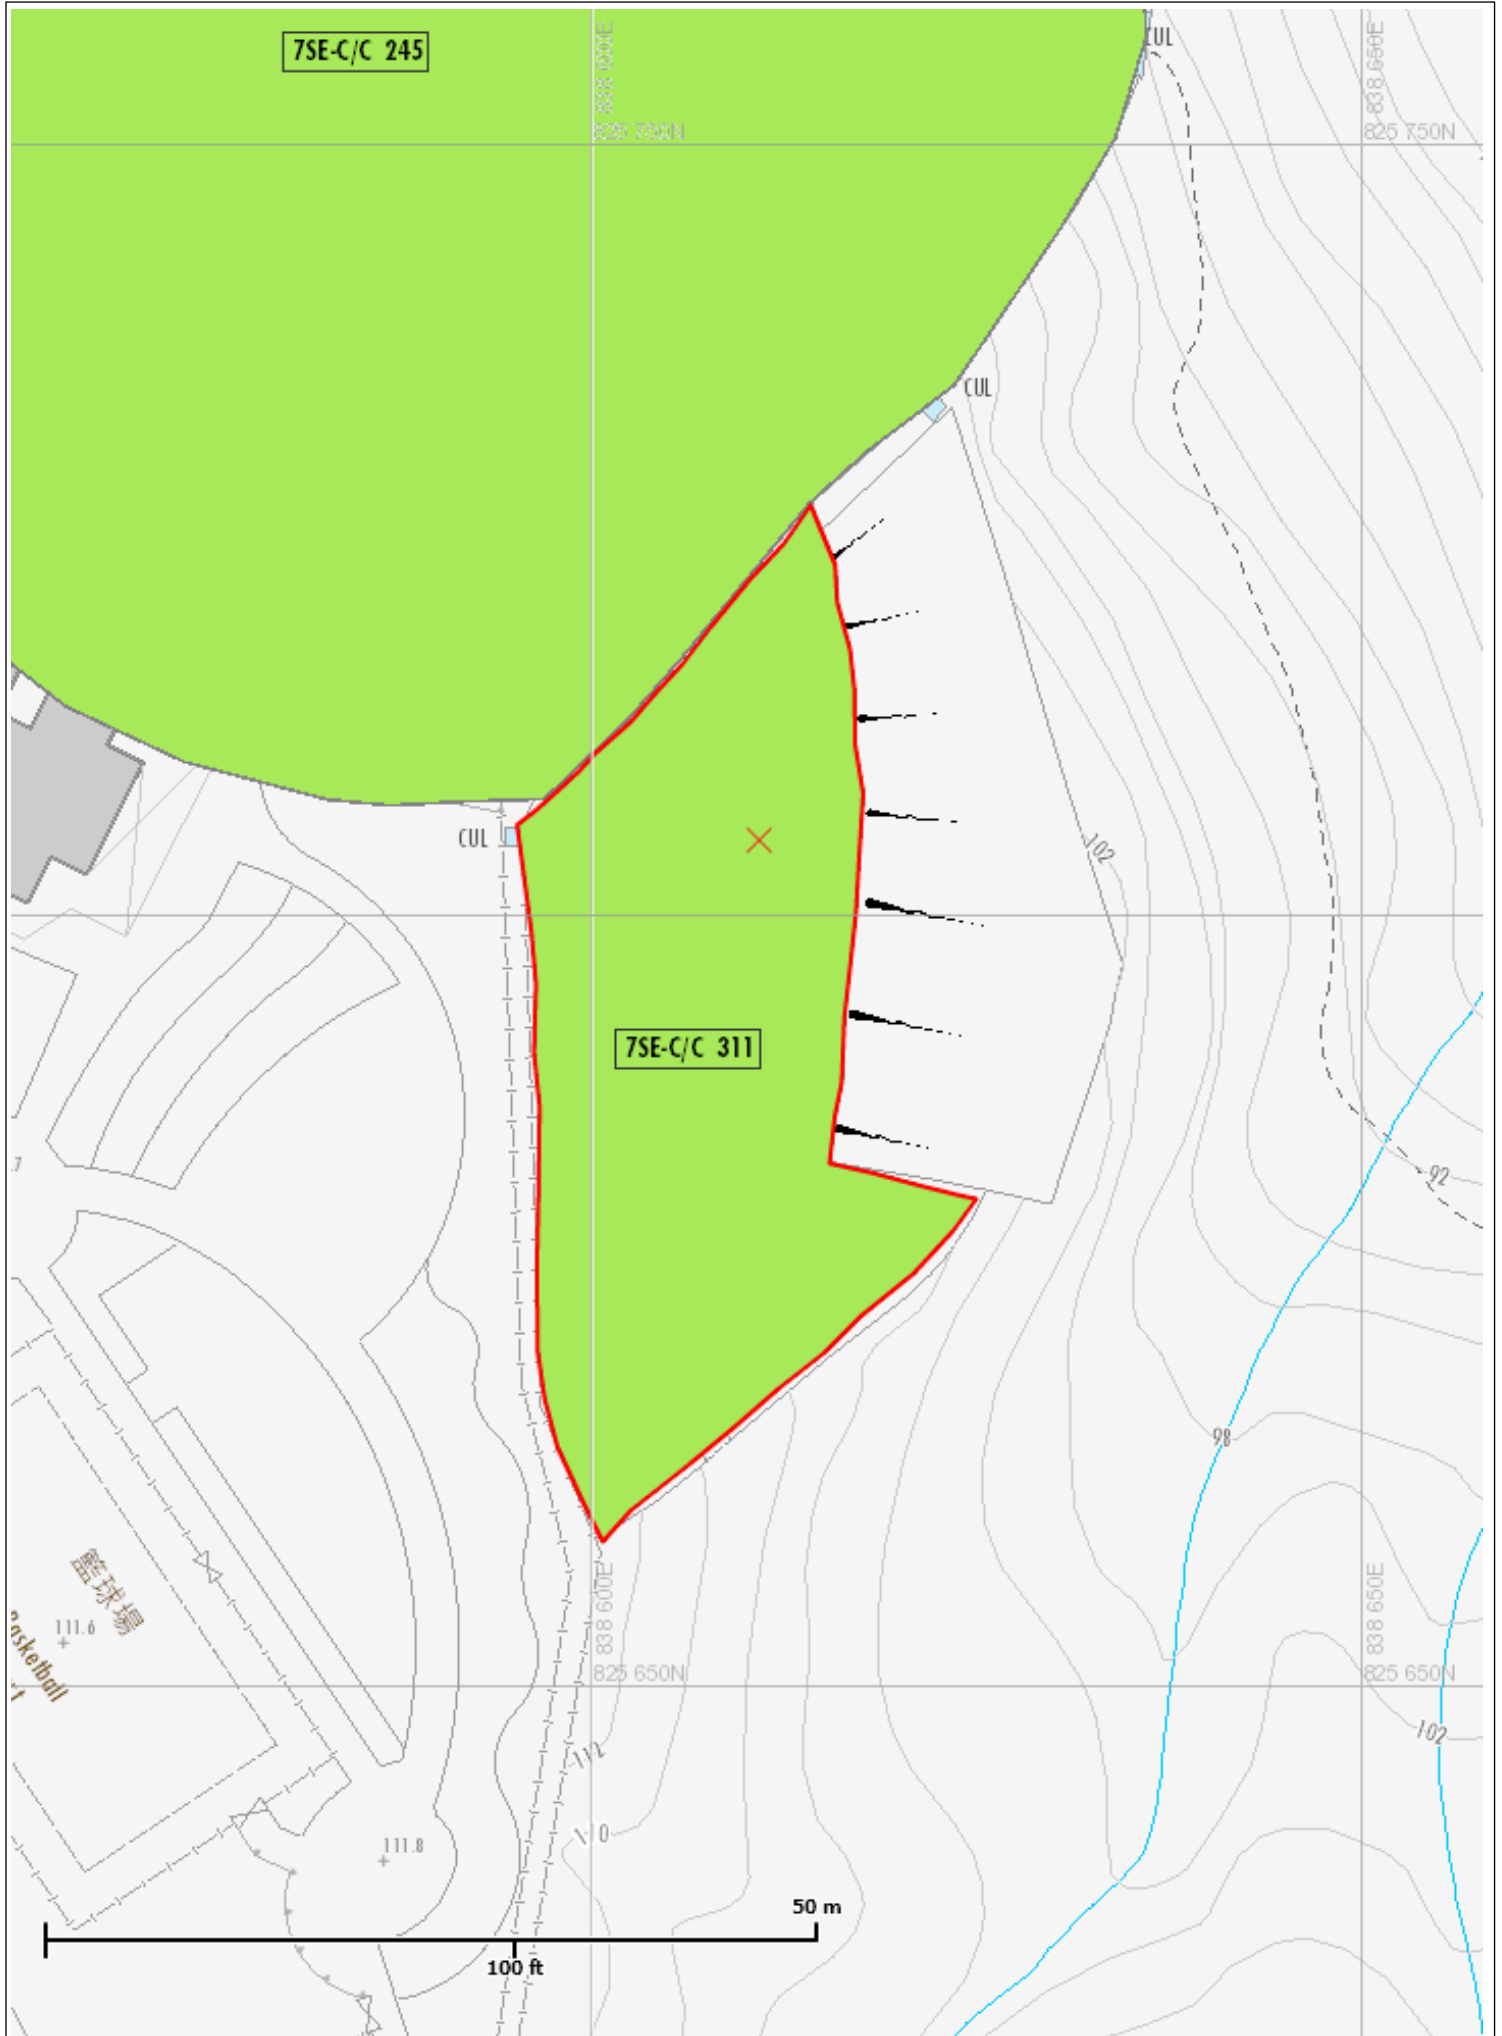 7SE-C/C 245
838 600E
838 650E
CUL
825 750N
825 750N
CUL
CUL
102
7SE-C/C 311
.7
92
98
籃球場
111.6
Basketball
838 600E
838 650E
825 650N
825 650N
102
112
110
111.8
50 m
100 ft